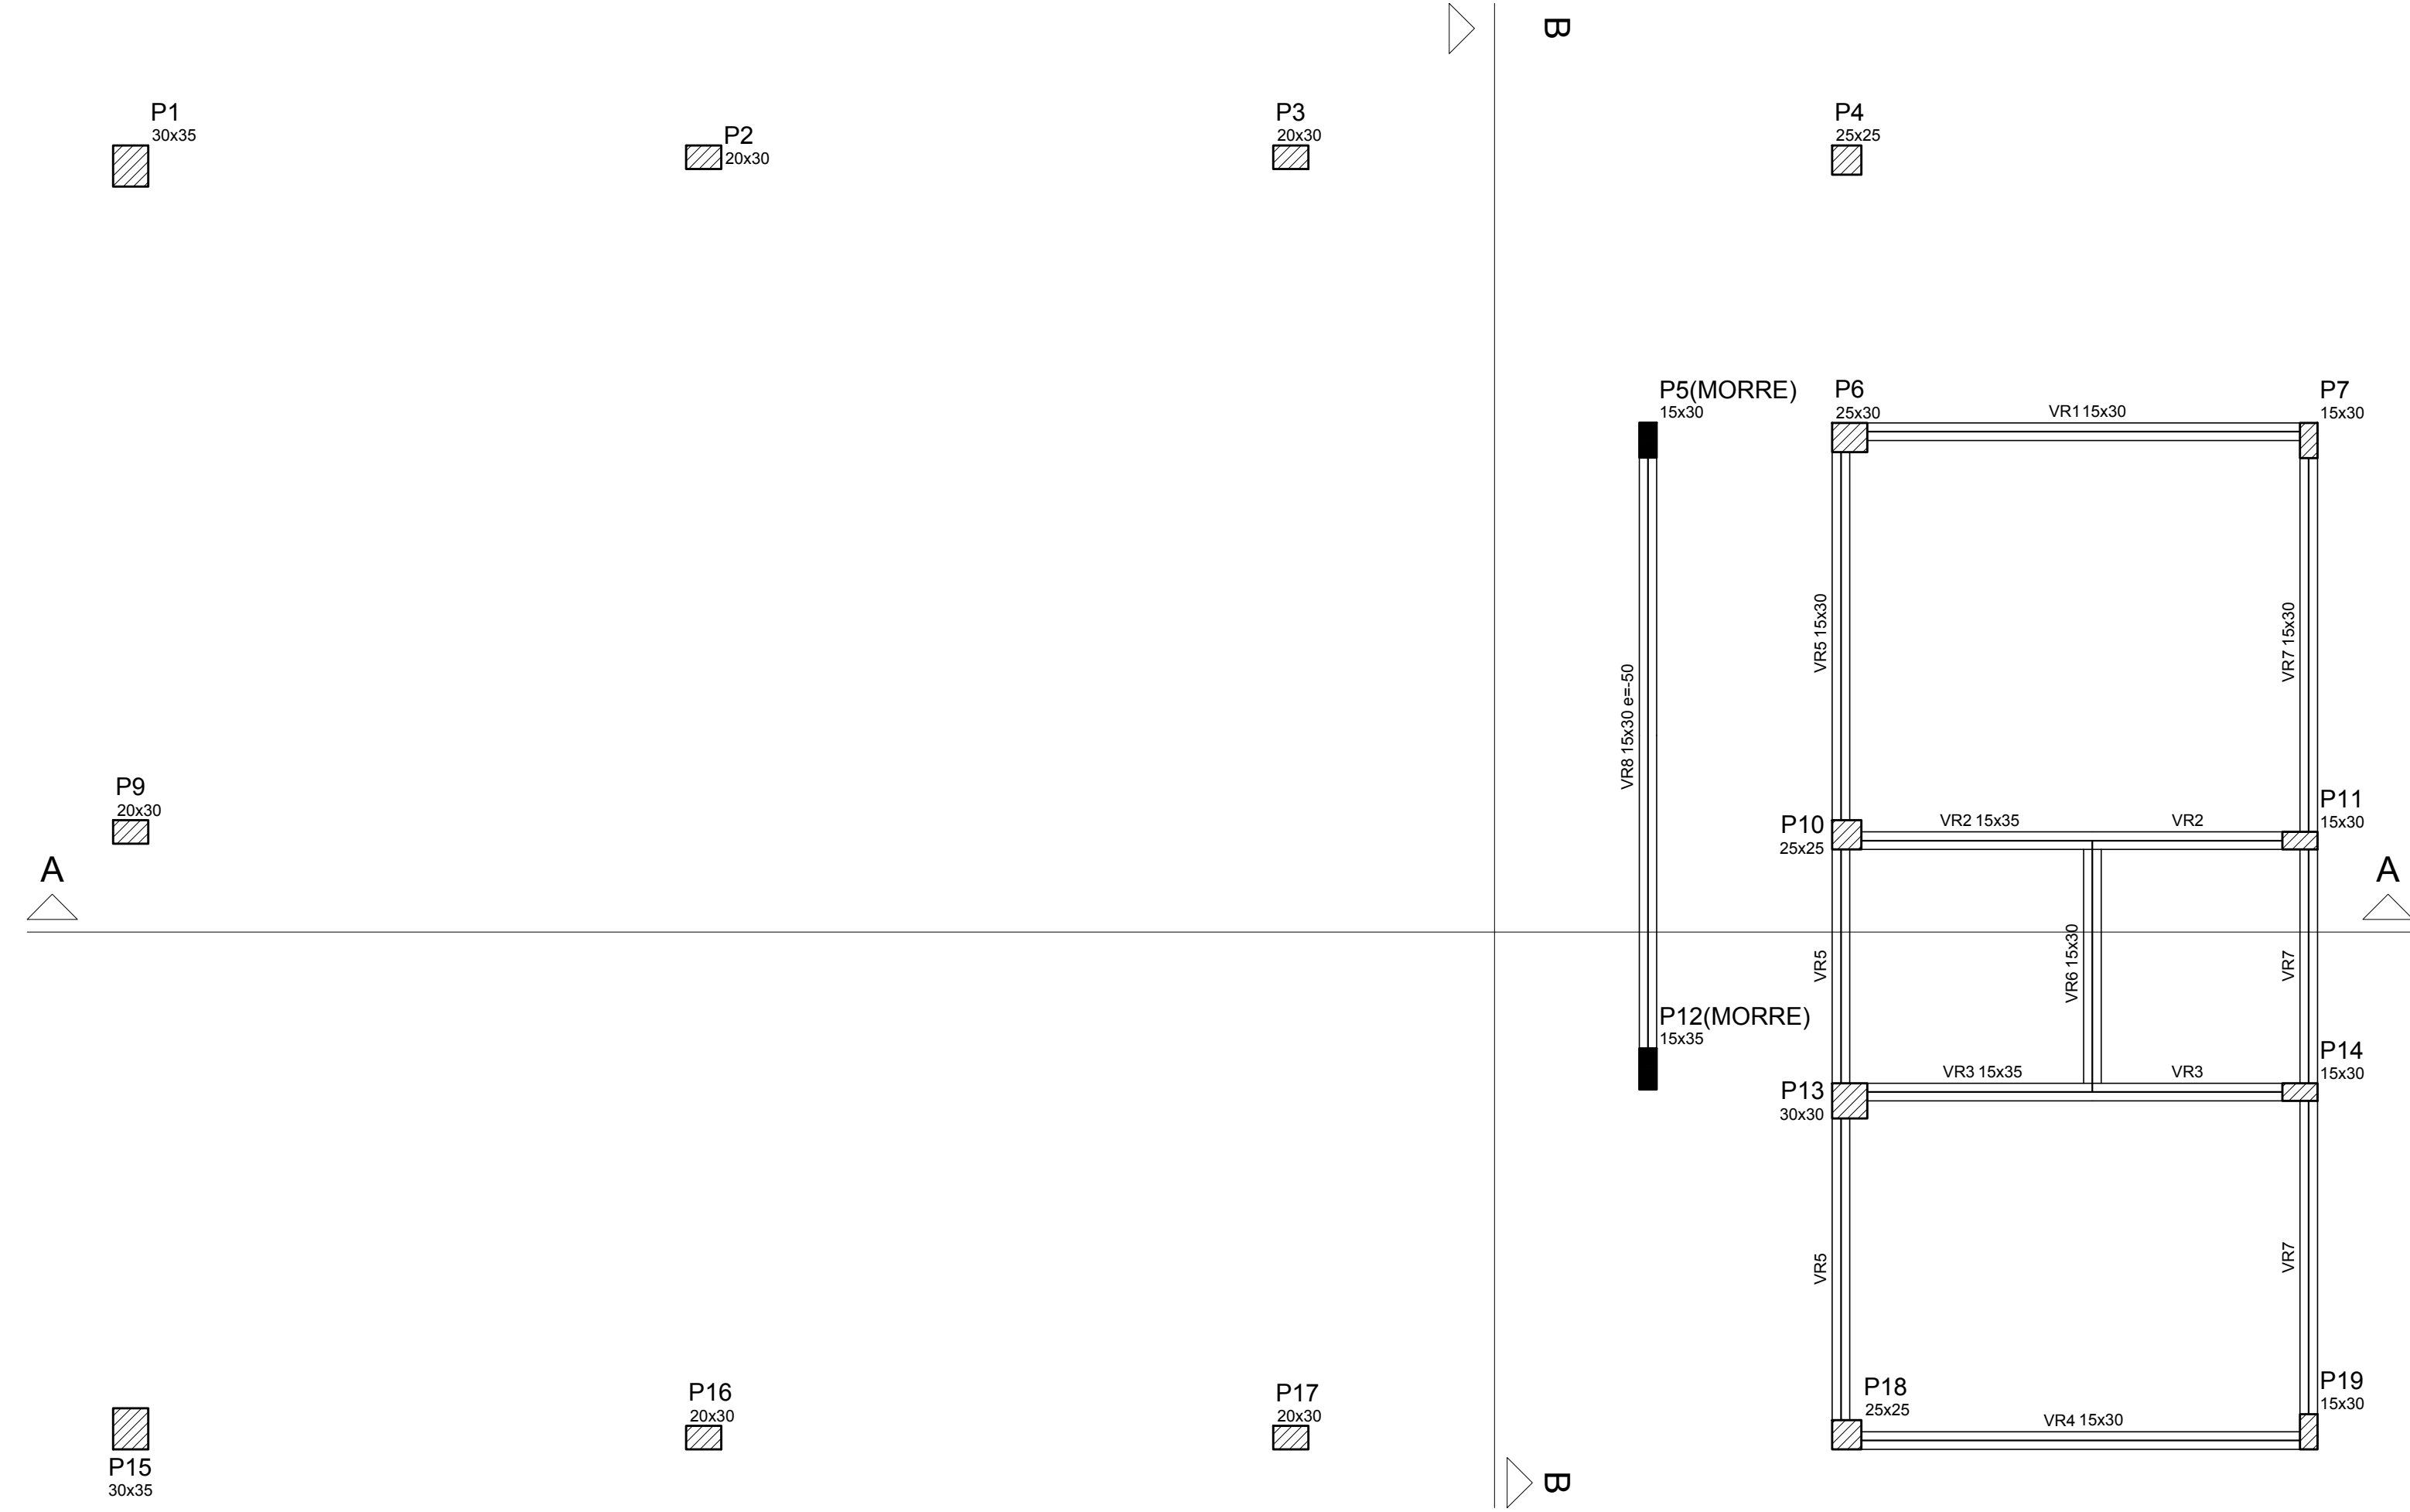 B
P1
30x35
P2
20x30
P3
20x30
P4
25x25
P5(MORRE)
15x30
P6
25x30
VR1 15x30
P7
15x30
VR5 15x30
VR7 15x30
VR8 15x30 e=-50
P9
20x30
P10
25x25
VR2 15x35
VR2
P11
15x30
A
A
VR5
VR6 15x30
VR7
P12(MORRE)
15x35
P13
30x30
VR3 15x35
VR3
P14
15x30
VR5
VR7
P15
30x35
P16
20x30
P17
20x30
P18
25x25
VR4 15x30
P19
15x30
B